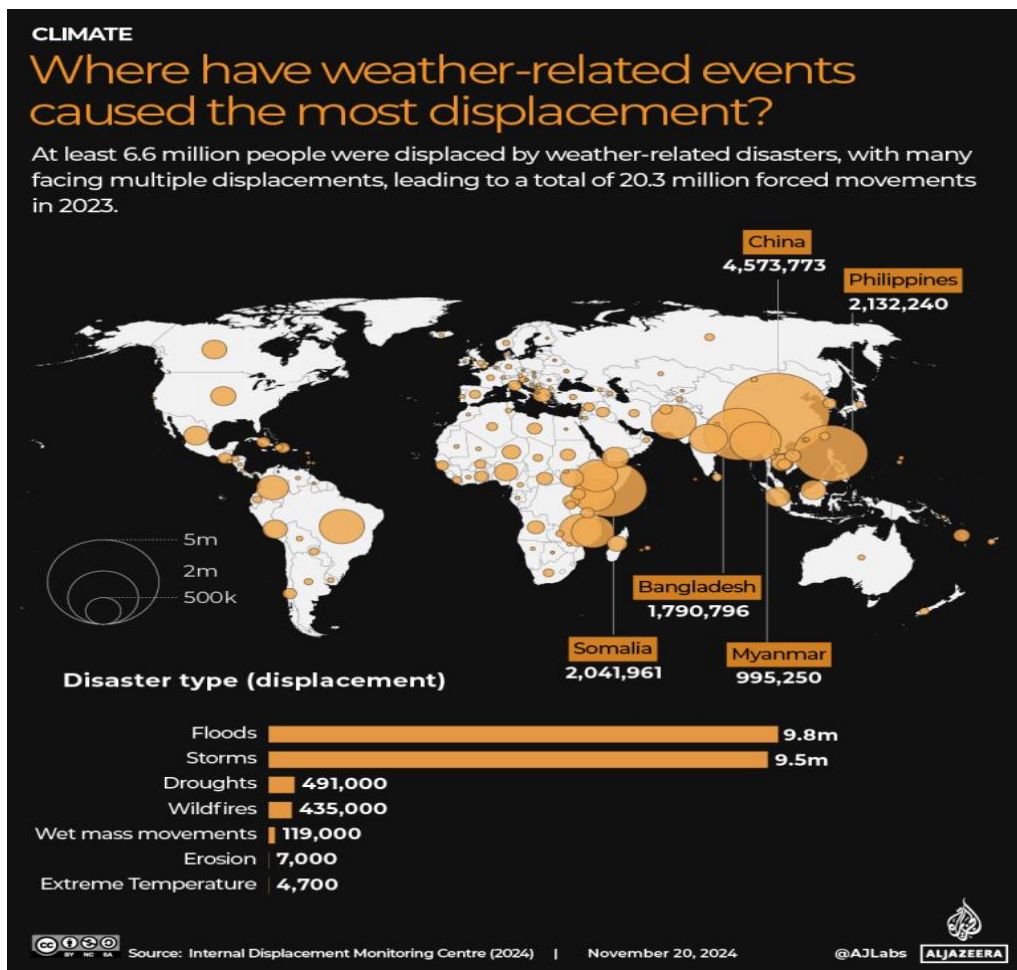 CLIMATE
Where have weather-related events
caused the most displacement?
At least 6.6 million people were displaced by weather-related disasters, with many
facing multiple displacements, leading to a total of 20.3 million forced movements
in 2023.
China
4,573,773
Philippines
2,132,240
5m
2m
500k
Bangladesh
1,790,796
Somalia
2,041,961
Myanmar
995,250
Disaster type (displacement)
Floods 9.8m
Storms 9.5m
Droughts 491,000
Wildfires 435,000
Wet mass movements 119,000
Erosion 7,000
Extreme Temperature 4,700
cc BY NC SA Source: Internal Displacement Monitoring Centre (2024) | November 20, 2024 @AJLabs ALJAZEERA